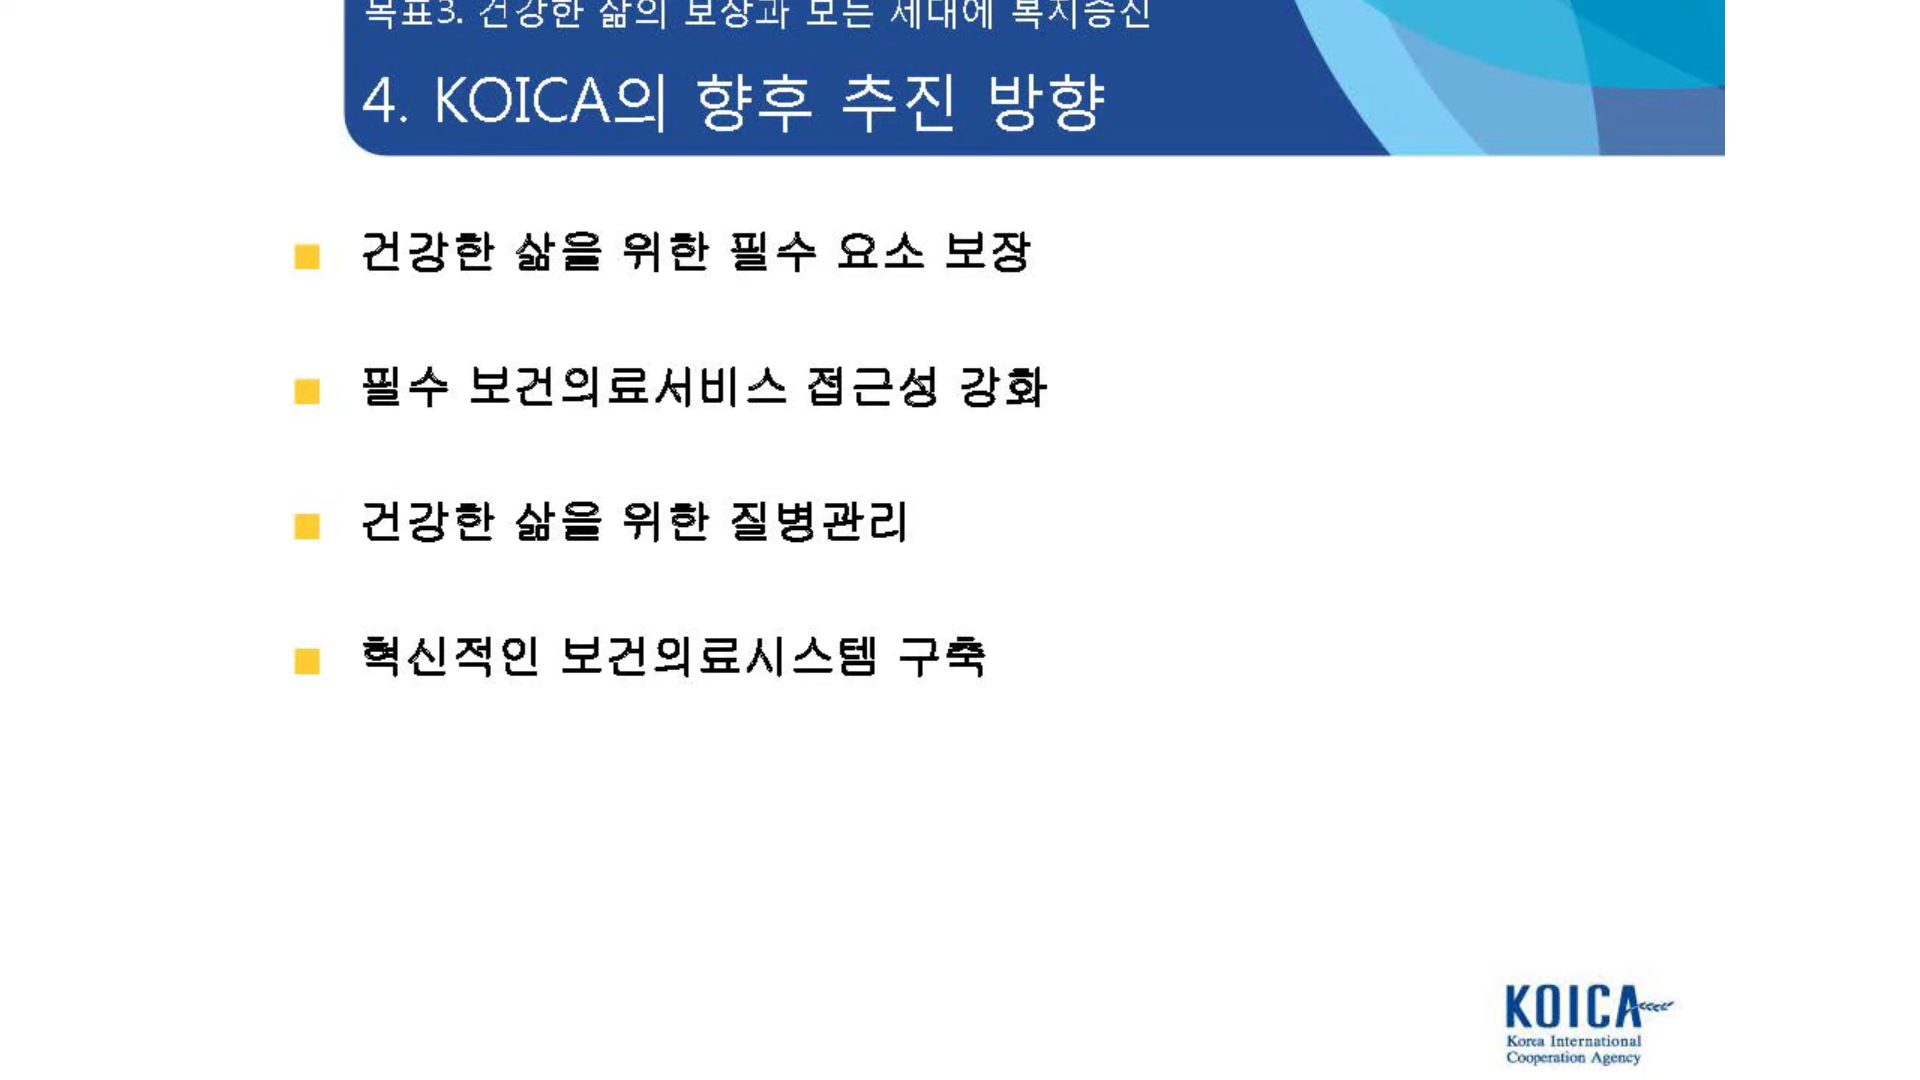 목표3. 건강한 삶의 보장과 모든 세대에 복지증진
4. KOICA의 향후 추진 방향
건강한 삶을 위한 필수 요소 보장
필수 보건의료서비스 접근성 강화
건강한 삶을 위한 질병관리
혁신적인 보건의료시스템 구축
KOICA
Korea International
Cooperation Agency